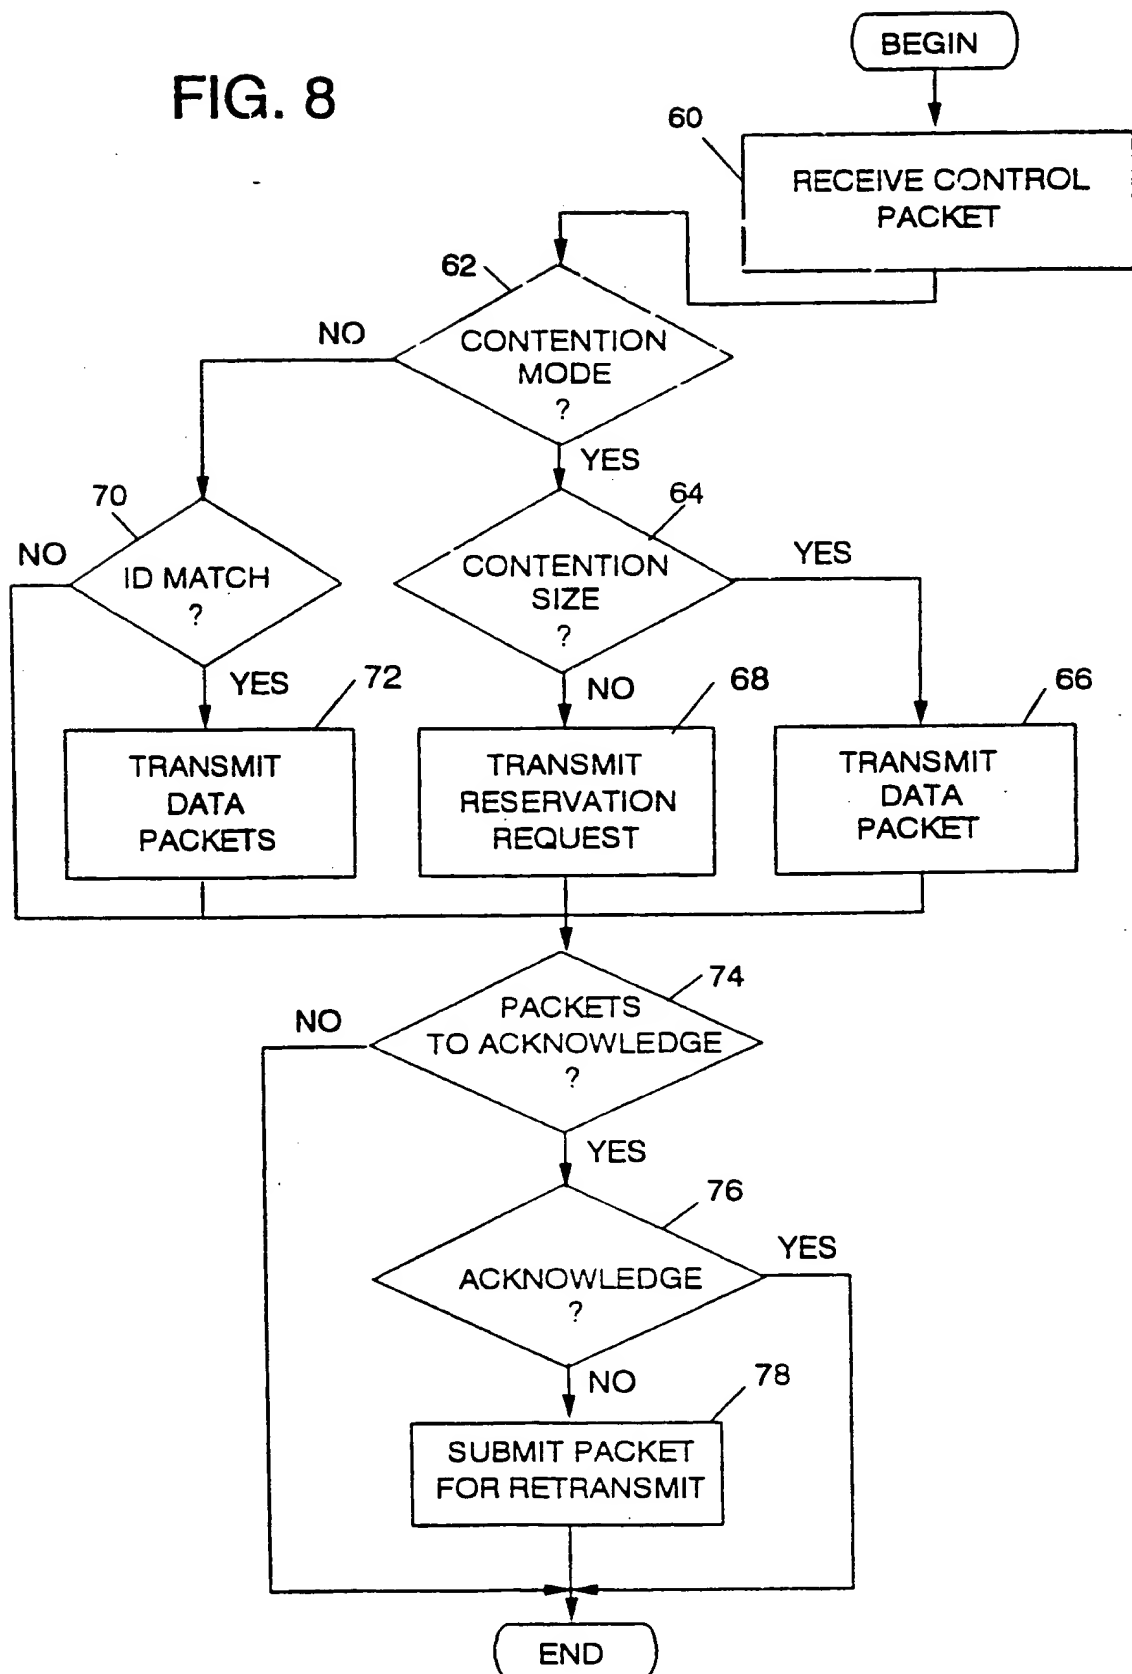 FIG. 8
BEGIN
60
RECEIVE CONTROL
PACKET
62
NO
CONTENTION
MODE
?
YES
70
NO
ID MATCH
?
YES
64
CONTENTION
SIZE
?
YES
NO
72
TRANSMIT
DATA
PACKETS
68
TRANSMIT
RESERVATION
REQUEST
66
TRANSMIT
DATA
PACKET
74
NO
PACKETS
TO ACKNOWLEDGE
?
YES
76
YES
ACKNOWLEDGE
?
NO
78
SUBMIT PACKET
FOR RETRANSMIT
END